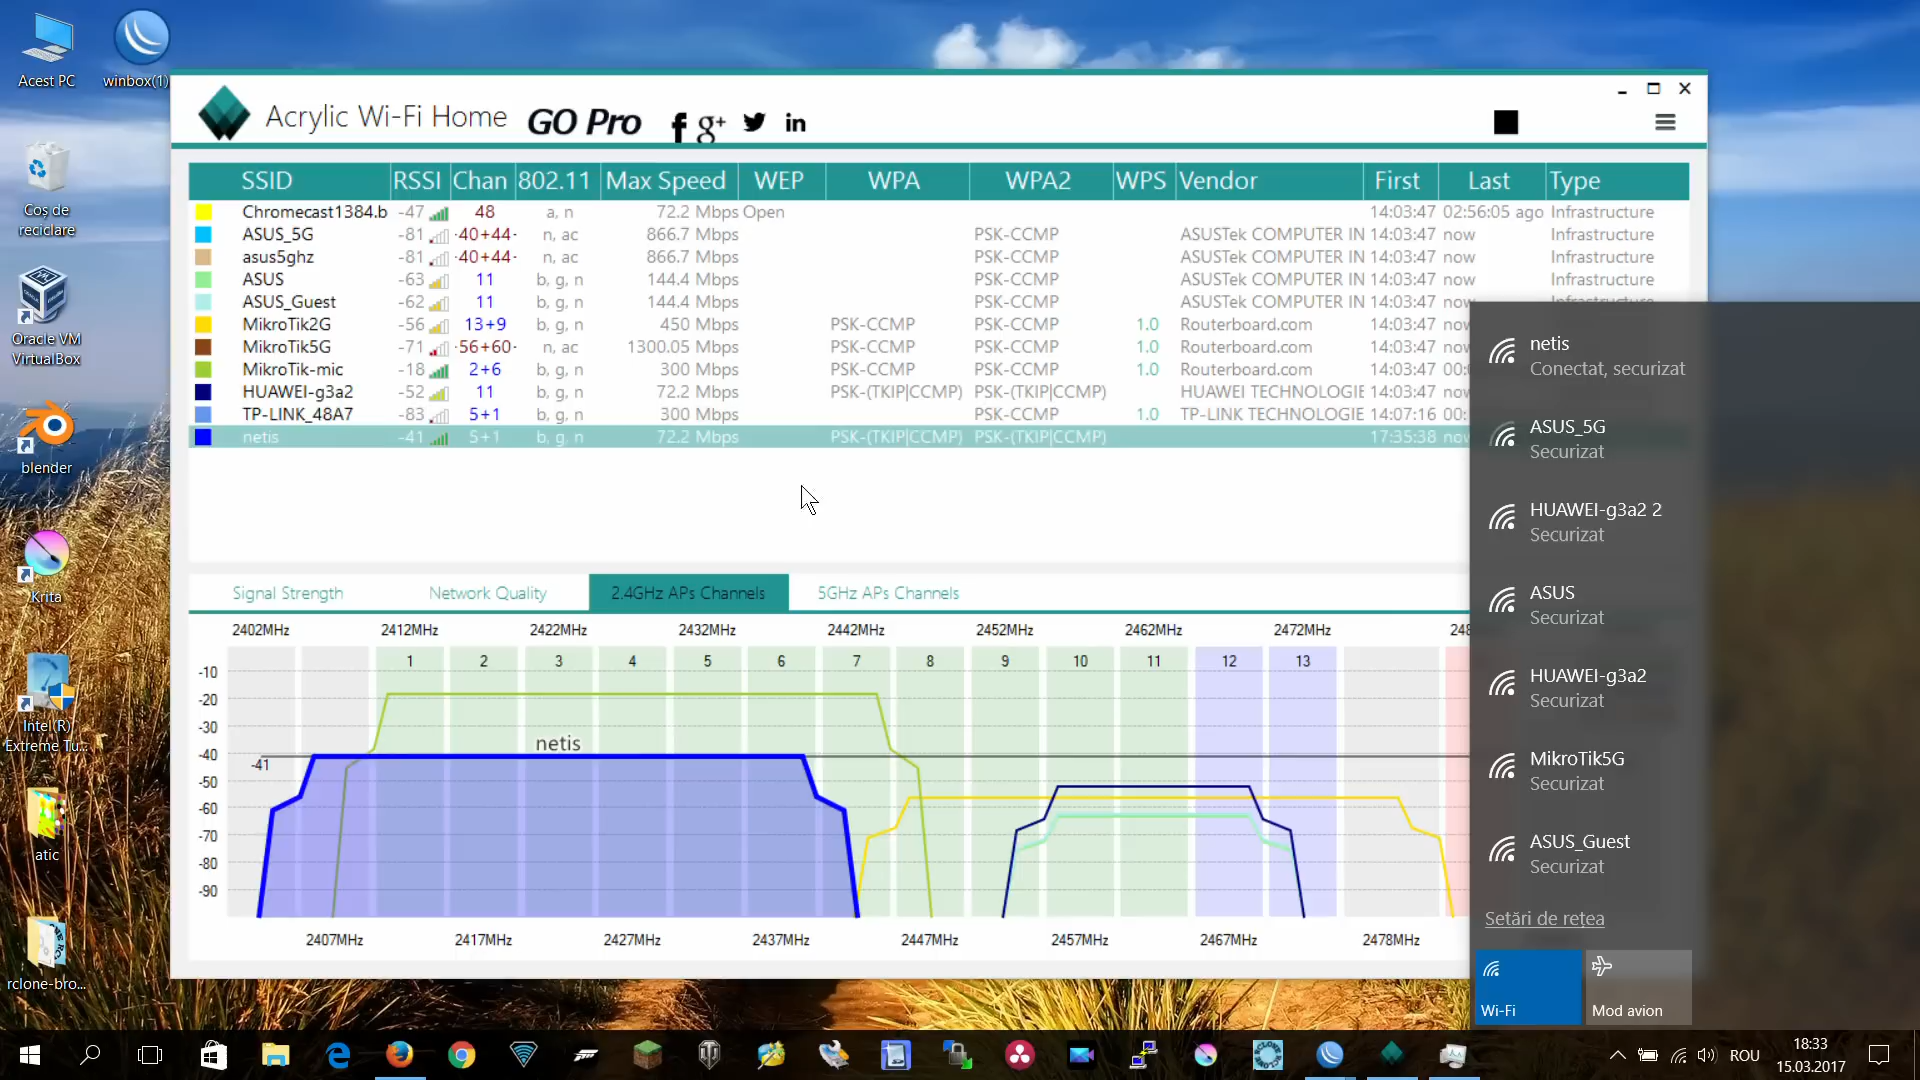 Acest PC
winbox(1)
Coș de
reciclare
Oracle VM
VirtualBox
blender
Krita
Intel (R)
Extreme Tu...
atic
rclone-bro...
Acrylic Wi-Fi Home GO Pro f g+ in
SSID RSSI Chan 802.11 Max Speed WEP WPA WPA2 WPS Vendor First Last Type
Chromecast1384.b -47 48 a, n 72.2 Mbps Open 14:03:47 02:56:05 ago Infrastructure
ASUS_5G -81 ·40+44· n, ac 866.7 Mbps PSK-CCMP ASUSTek COMPUTER IN 14:03:47 now Infrastructure
asus5ghz -81 ·40+44· n, ac 866.7 Mbps PSK-CCMP ASUSTek COMPUTER IN 14:03:47 now Infrastructure
ASUS -63 11 b, g, n 144.4 Mbps PSK-CCMP ASUSTek COMPUTER IN 14:03:47 now Infrastructure
ASUS_Guest -62 11 b, g, n 144.4 Mbps PSK-CCMP ASUSTek COMPUTER IN 14:03:47 now Infrastructure
MikroTik2G -56 13+9 b, g, n 450 Mbps PSK-CCMP PSK-CCMP 1.0 Routerboard.com 14:03:47 now
MikroTik5G -71 ·56+60· n, ac 1300.05 Mbps PSK-CCMP PSK-CCMP 1.0 Routerboard.com 14:03:47 now
MikroTik-mic -18 2+6 b, g, n 300 Mbps PSK-CCMP PSK-CCMP 1.0 Routerboard.com 14:03:47 00:
HUAWEI-g3a2 -52 11 b, g, n 72.2 Mbps PSK-(TKIP|CCMP) PSK-(TKIP|CCMP) HUAWEI TECHNOLOGIE 14:03:47 now
TP-LINK_48A7 -83 5+1 b, g, n 300 Mbps PSK-CCMP 1.0 TP-LINK TECHNOLOGIE 14:07:16 00:
netis -41 5+1 b, g, n 72.2 Mbps PSK-(TKIP|CCMP) PSK-(TKIP|CCMP) 17:35:38 now
Signal Strength Network Quality 2.4GHz APs Channels 5GHz APs Channels
2402MHz 2412MHz 2422MHz 2432MHz 2442MHz 2452MHz 2462MHz 2472MHz 248
1 2 3 4 5 6 7 8 9 10 11 12 13
-10
-20
-30
-40
-50
-60
-70
-80
-90
netis
-41
2407MHz 2417MHz 2427MHz 2437MHz 2447MHz 2457MHz 2467MHz 2478MHz
netis
Conectat, securizat
ASUS_5G
Securizat
HUAWEI-g3a2 2
Securizat
ASUS
Securizat
HUAWEI-g3a2
Securizat
MikroTik5G
Securizat
ASUS_Guest
Securizat
Setări de rețea
Wi-Fi
Mod avion
ROU
18:33
15.03.2017